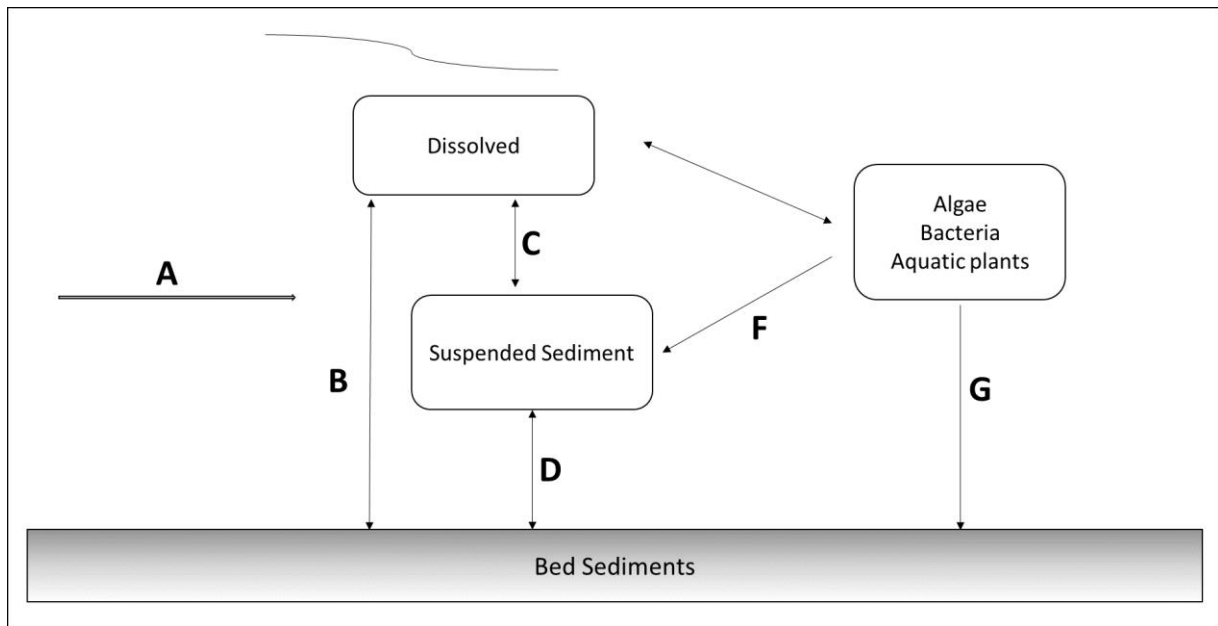 Dissolved
Algae
Bacteria
Aquatic plants
C
A
Suspended Sediment
F
B
G
D
Bed Sediments